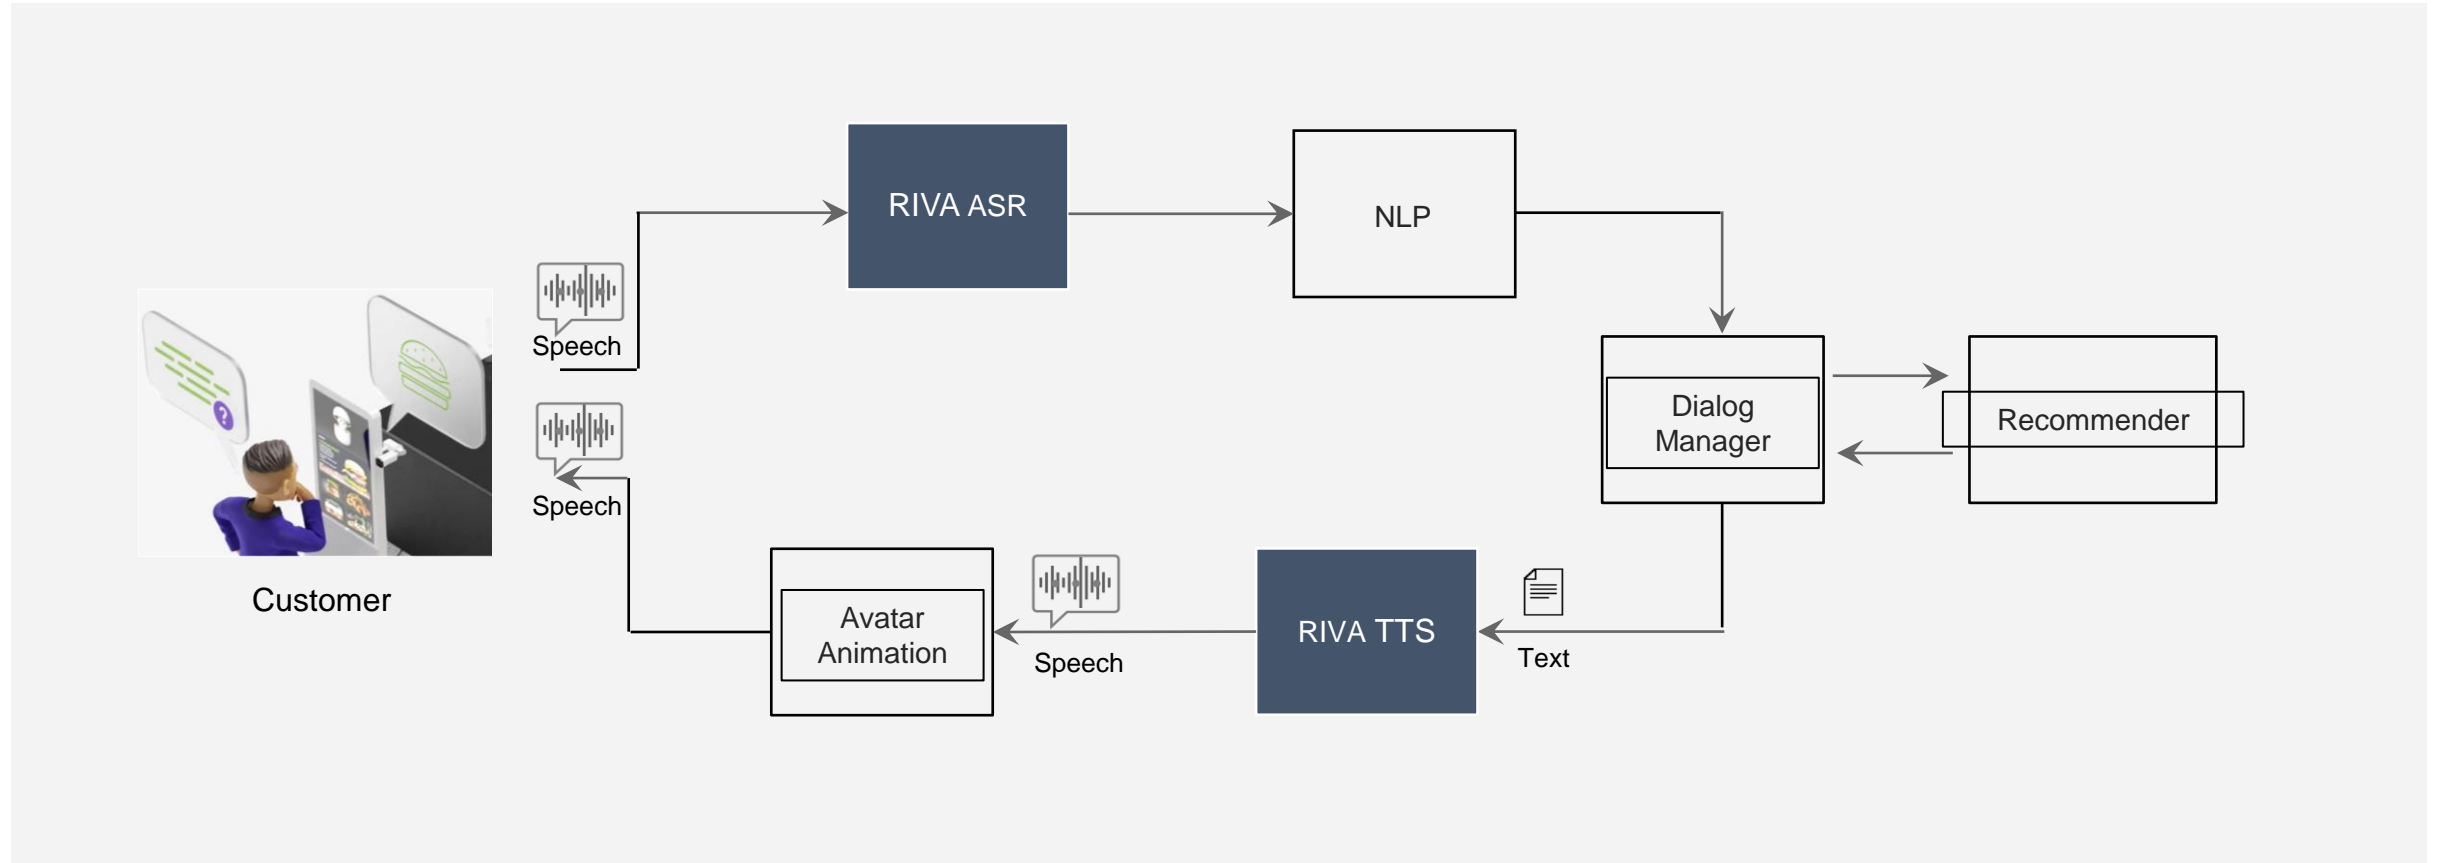 RIVA ASR
NLP
Speech
Dialog
Manager
Recommender
?
Speech
Customer
Avatar
Animation
Speech
RIVA TTS
Text